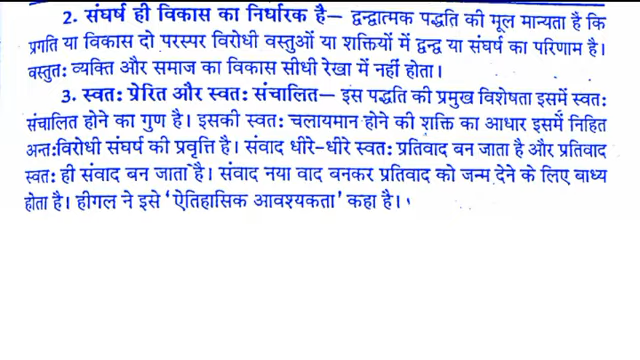 2. संघर्ष ही विकास का निर्धारक है— द्वन्द्वात्मक पद्धति की मूल मान्यता है कि
प्रगति या विकास दो परस्पर विरोधी वस्तुओं या शक्तियों में द्वन्द्व या संघर्ष का परिणाम है।
वस्तुत: व्यक्ति और समाज का विकास सीधी रेखा में नहीं होता।
3. स्वत: प्रेरित और स्वत: संचालित— इस पद्धति की प्रमुख विशेषता इसमें स्वत:
संचालित होने का गुण है। इसकी स्वत: चलायमान होने की शक्ति का आधार इसमें निहित
अन्त:विरोधी संघर्ष की प्रवृत्ति है। संवाद धीरे-धीरे स्वत: प्रतिवाद बन जाता है और प्रतिवाद
स्वत: ही संवाद बन जाता है। संवाद नया वाद बनकर प्रतिवाद को जन्म देने के लिए बाध्य
होता है। हीगल ने इसे ‘ऐतिहासिक आवश्यकता’ कहा है।